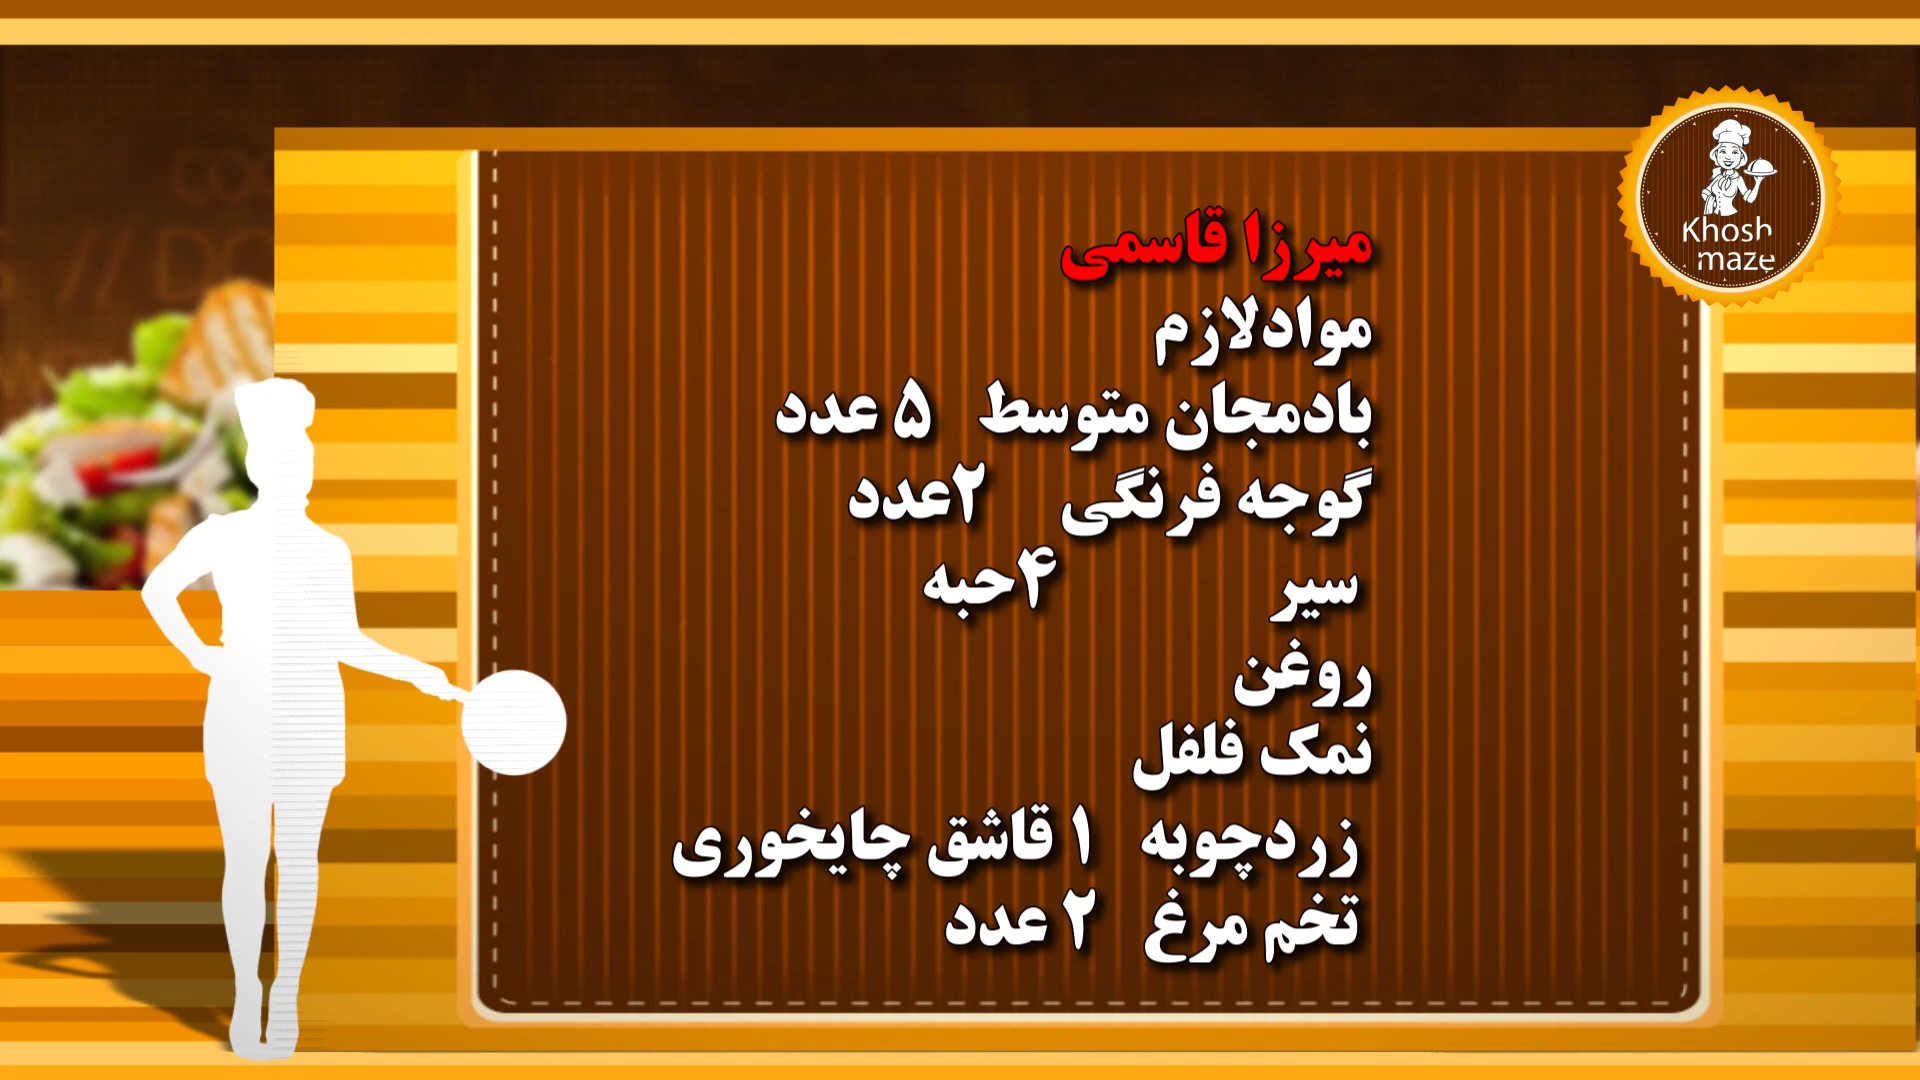 میرزا قاسمی
موادلازم
بادمجان متوسط ۵ عدد
گوجه فرنگی ۲عدد
سیر ۴حبه
روغن
نمک فلفل
زردچوبه ۱ قاشق چایخوری
تخم مرغ ۲ عدد
Khosh
maze